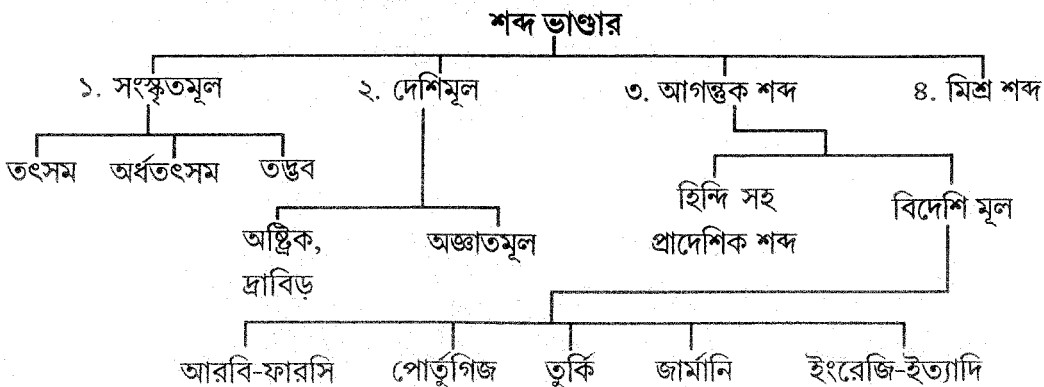 শব্দ ভাণ্ডার
১. সংস্কৃতমূল ২. দেশিমূল ৩. আগন্তুক শব্দ ৪. মিশ্র শব্দ
তৎসম অর্ধতৎসম তদ্ভব
হিন্দি সহ বিদেশি মূল
অষ্ট্রিক, অজ্ঞাতমূল প্রাদেশিক শব্দ
দ্রাবিড়
আরবি-ফারসি পোর্তুগিজ তুর্কি জার্মানি ইংরেজি-ইত্যাদি